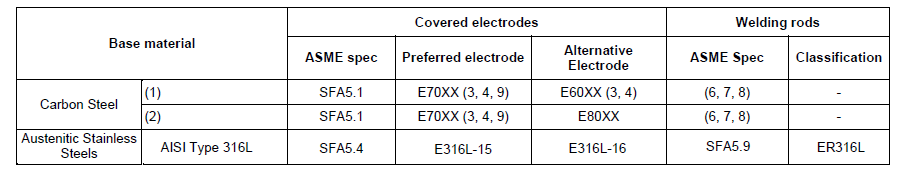 Base material Covered electrodes Welding rods
ASME spec Preferred electrode Alternative Electrode ASME Spec Classification
Carbon Steel (1) SFA5.1 E70XX (3, 4, 9) E60XX (3, 4) (6, 7, 8) -
(2) SFA5.1 E70XX (3, 4, 9) E80XX (6, 7, 8) -
Austenitic Stainless Steels AISI Type 316L SFA5.4 E316L-15 E316L-16 SFA5.9 ER316L